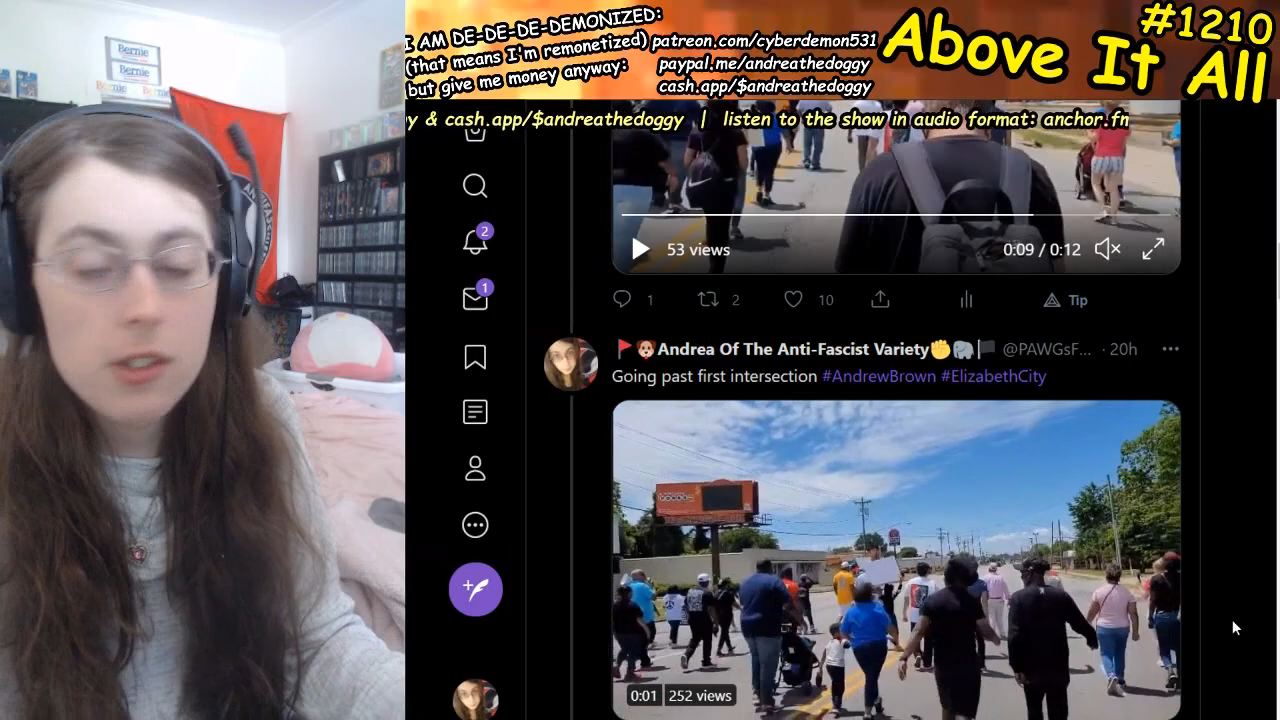 I AM DE-DE-DE-DEMONIZED:
(that means I'm remonetized)
but give me money anyway:
patreon.com/cyberdemon531
paypal.me/andreathedoggy
cash.app/$andreathedoggy
Above It All
#1210
y & cash.app/$andreathedoggy | listen to the show in audio format: anchor.fm
Bernie
Bernie
Bernie
Bernie
2
1
53 views
0:09 / 0:12
1
2
10
Tip
Andrea Of The Anti-Fascist Variety @PAWGsF... · 20h
Going past first intersection #AndrewBrown #ElizabethCity
0:01 252 views